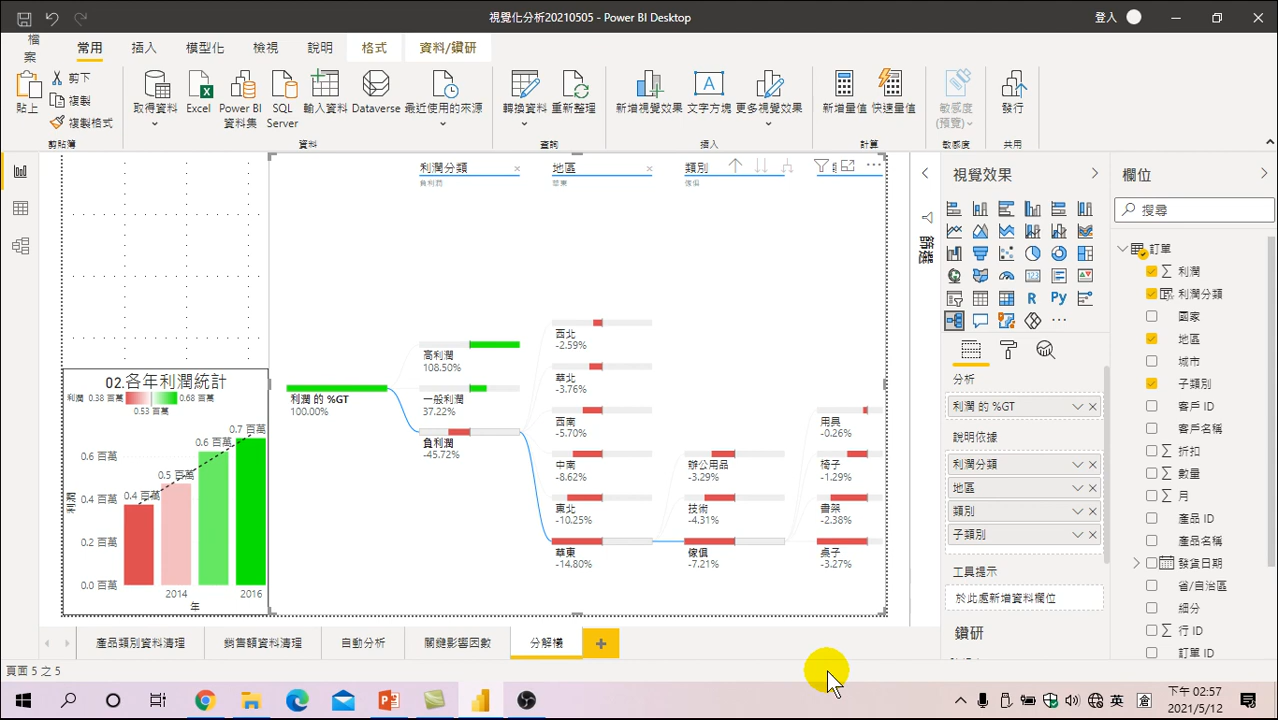 視覺化分析20210505 - Power BI Desktop
登入
檔案
常用
插入
模型化
檢視
說明
格式
資料/鑽研
貼上
剪下
複製
複製格式
取得資料
Excel
Power BI 資料集
SQL Server
輸入資料
Dataverse
最近使用的來源
轉換資料
重新整理
新增視覺效果
文字方塊
更多視覺效果
新增量值
快速量值
敏感度 (預覽)
發行
剪貼簿
資料
查詢
插入
計算
敏感度
共用
利潤分類
負利潤
地區
華東
類別
傢俱
02.各年利潤統計
利潤 0.38 百萬
0.68 百萬
0.53 百萬
0.7 百萬
0.6 百萬
0.5 百萬
0.4 百萬
0.6 百萬
0.4 百萬
0.2 百萬
0.0 百萬
利潤
2014
2016
年
利潤 的 %GT
100.00%
高利潤
108.50%
一般利潤
37.22%
負利潤
-45.72%
西北
-2.59%
華北
-3.76%
西南
-5.70%
中南
-8.62%
東北
-10.25%
華東
-14.80%
辦公用品
-3.29%
技術
-4.31%
傢俱
-7.21%
用具
-0.26%
椅子
-1.29%
書架
-2.38%
桌子
-3.27%
篩選
視覺效果
R
Py
分析
利潤 的 %GT
說明依據
利潤分類
地區
類別
子類別
工具提示
於此處新增資料欄位
鑽研
欄位
搜尋
訂單
利潤
利潤分類
國家
地區
城市
子類別
客戶 ID
客戶名稱
折扣
數量
月
產品 ID
產品名稱
發貨日期
省/自治區
細分
行 ID
訂單 ID
產品類別資料清理
銷售額資料清理
自動分析
關鍵影響因數
分解樹
頁面 5 之 5
英
下午 02:57
2021/5/12